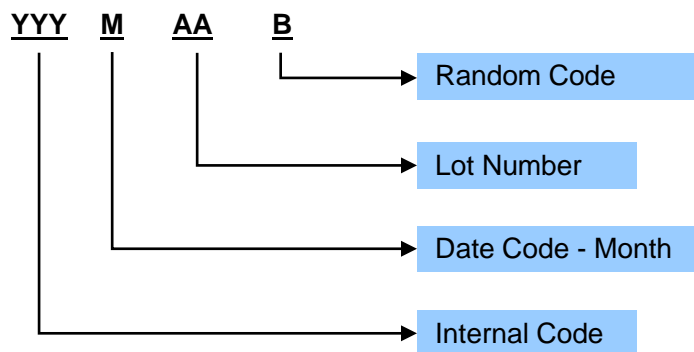 YYY M AA B
Random Code
Lot Number
Date Code - Month
Internal Code